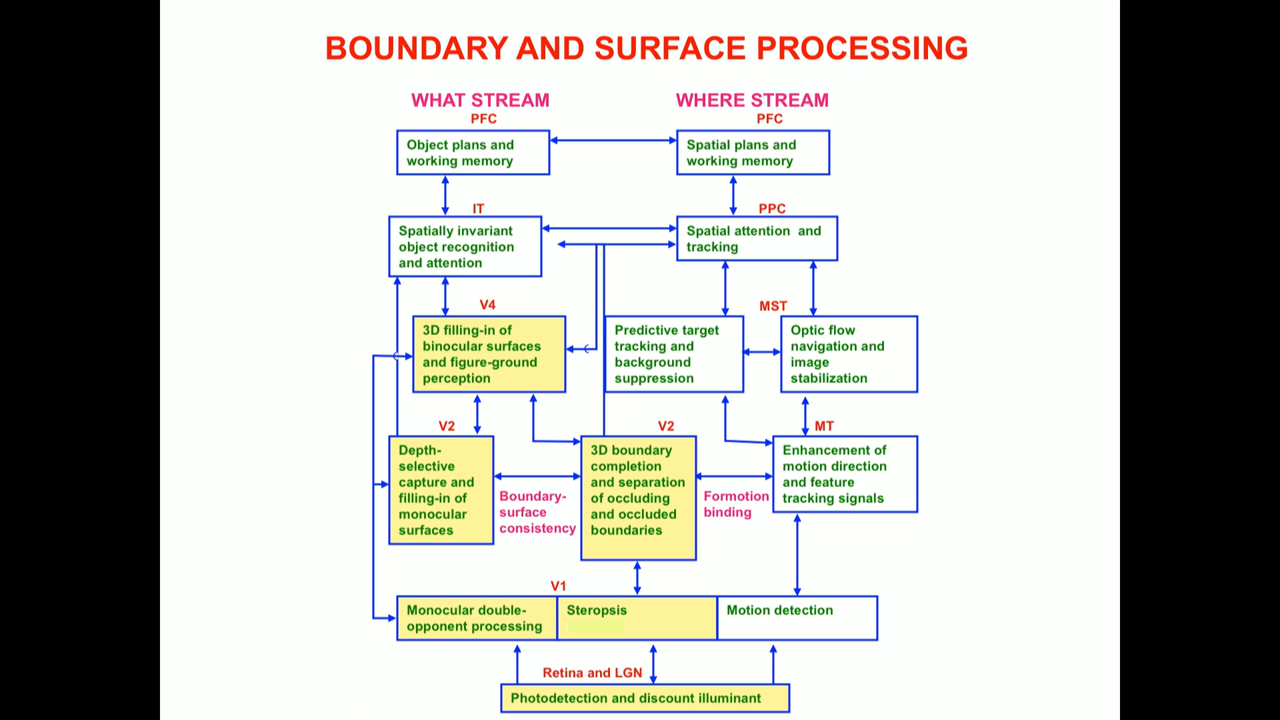 BOUNDARY AND SURFACE PROCESSING
WHAT STREAM
WHERE STREAM
PFC
PFC
Object plans and
working memory
Spatial plans and
working memory
IT
PPC
Spatially invariant
object recognition
and attention
Spatial attention and
tracking
V4
MST
3D filling-in of
binocular surfaces
and figure-ground
perception
Predictive target
tracking and
background
suppression
Optic flow
navigation and
image
stabilization
V2
V2
MT
Depth-
selective
capture and
filling-in of
monocular
surfaces
Boundary-
surface
consistency
3D boundary
completion
and separation
of occluding
and occluded
boundaries
Formotion
binding
Enhancement of
motion direction
and feature
tracking signals
V1
Monocular double-
opponent processing
Steropsis
Motion detection
Retina and LGN
Photodetection and discount illuminant